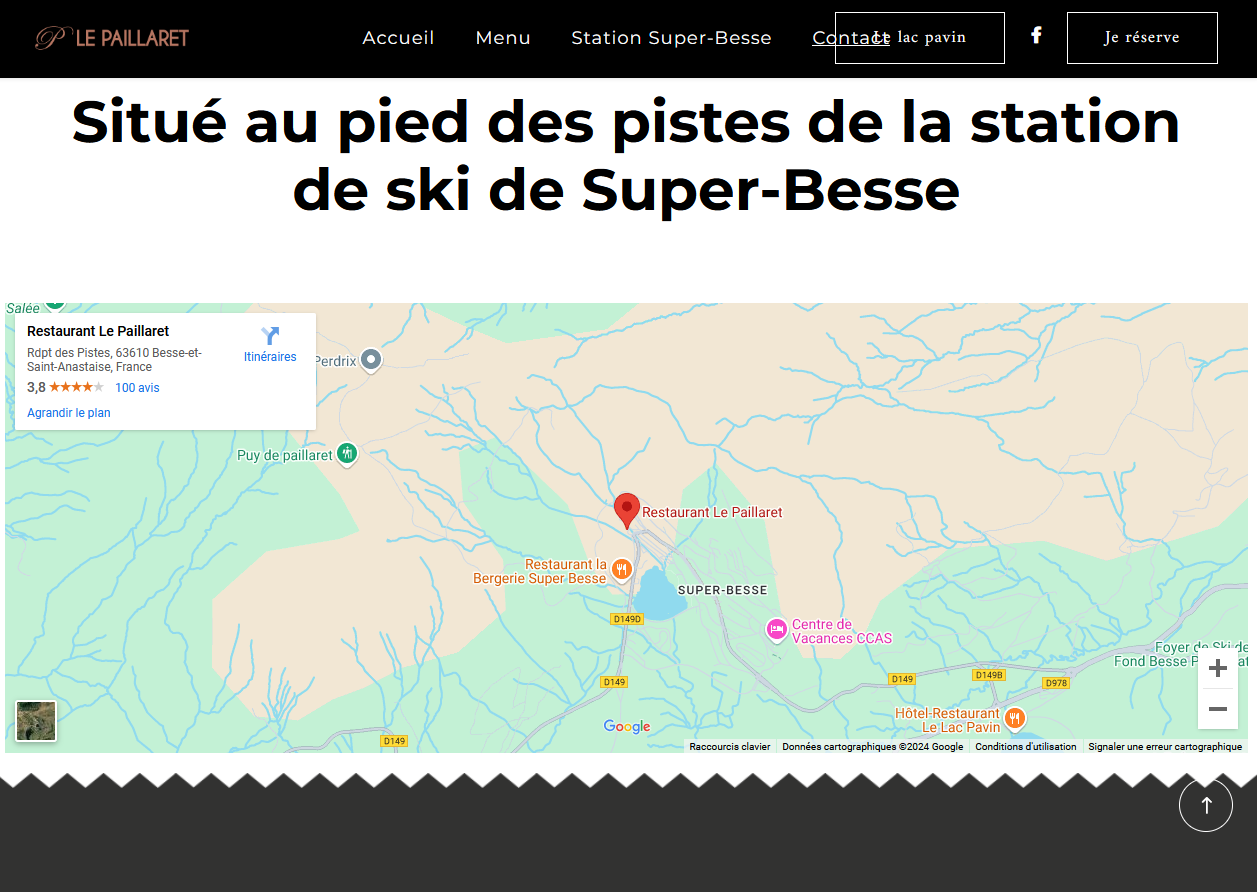 LE PAILLARET
Accueil
Menu
Station Super-Besse
Contact
Le lac pavin
Je réserve
Situé au pied des pistes de la station
de ski de Super-Besse
Salée
Restaurant Le Paillaret
Rdpt des Pistes, 63610 Besse-et-
Saint-Anastaise, France
3,8
100 avis
Agrandir le plan
Itinéraires
Perdrix
Puy de paillaret
Restaurant Le Paillaret
Restaurant la
Bergerie Super Besse
SUPER-BESSE
D149D
Centre de
Vacances CCAS
Foyer de Ski de
Fond Besse
D149
D149
D149B
D978
Hôtel-Restaurant
Le Lac Pavin
D149
Google
Raccourcis clavier
Données cartographiques ©2024 Google
Conditions d'utilisation
Signaler une erreur cartographique